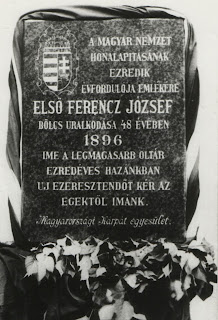 A MAGYAR NEMZET
HONALAPITÁSÁNAK
EZREDIK
ÉVFORDULÓJA EMLÉKÉRE
ELSŐ FERENCZ JÓZSEF
BÖLCS URALKODÁSA 48 ÉVÉBEN
1896
IME A LEGMAGASABB OLTÁR
EZREDÉVES HAZÁNKBAN
UJ EZERESZTENDŐT KÉR AZ
EGEKTŐL IMÁNK.
Magyarországi Kárpát egyesület.